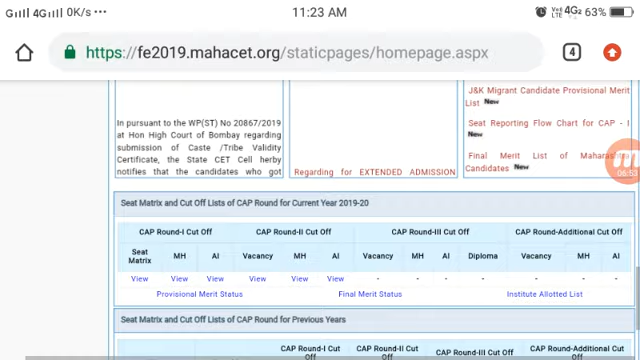 4G 0K/s ••• 11:23 AM VoLTE 4G2 63%
https://fe2019.mahacet.org/staticpages/homepage.aspx 4
J&K Migrant Candidate Provisional Merit
List New
Seat Reporting Flow Chart for CAP - I
New
Final Merit List of Maharashtra
Candidates New
06:53
In pursuant to the WP(ST) No 20867/2019
at Hon High Court of Bombay regarding
submission of Caste /Tribe Validity
Certificate, the State CET Cell herby
notifies that the candidates who got
Regarding for EXTENDED ADMISSION
Seat Matrix and Cut Off Lists of CAP Round for Current Year 2019-20
CAP Round-I Cut Off CAP Round-II Cut Off CAP Round-III Cut Off CAP Round-Additional Cut Off
Seat Matrix MH AI Vacancy MH AI Vacancy MH AI Diploma Vacancy MH AI
View View View View View View - - - - - - -
Provisional Merit Status Final Merit Status Institute Allotted List
Seat Matrix and Cut Off Lists of CAP Round for Previous Years
CAP Round-I Cut Off CAP Round-II Cut Off CAP Round-III Cut Off CAP Round-Additional Cut Off